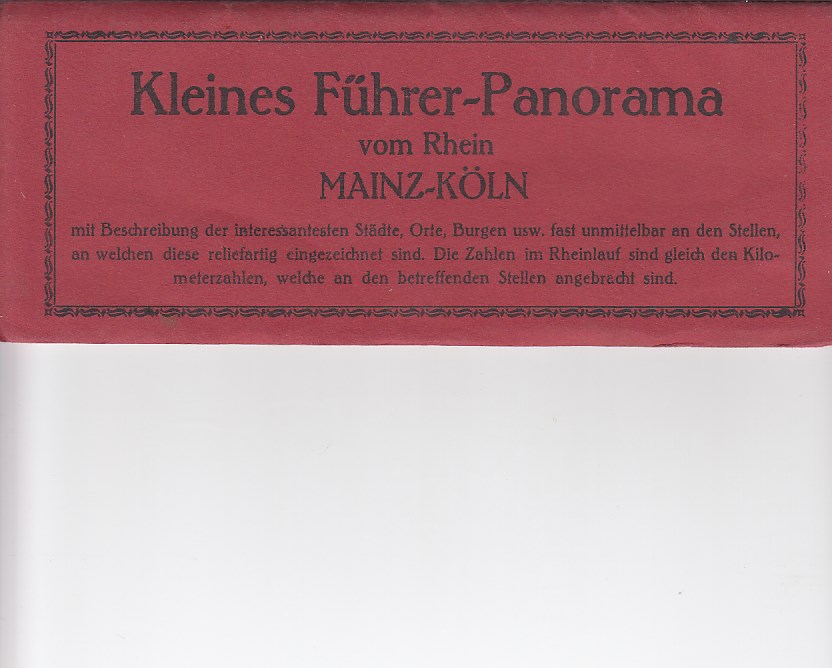 Kleines Führer-Panorama
vom Rhein
MAINZ-KÖLN
mit Beschreibung der interessantesten Städte, Orte, Burgen usw. fast unmittelbar an den Stellen,
an welchen diese reliefartig eingezeichnet sind. Die Zahlen im Rheinlauf sind gleich den Kilo-
meterzahlen, welche an den betreffenden Stellen angebracht sind.